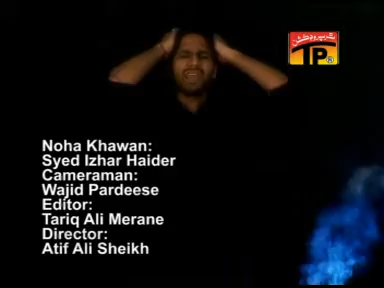 TP®
Noha Khawan:
Syed Izhar Haider
Cameraman:
Wajid Pardeese
Editor:
Tariq Ali Merane
Director:
Atif Ali Sheikh